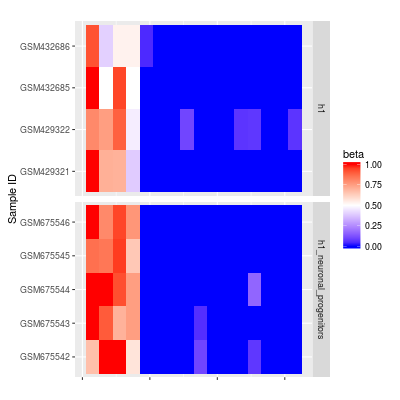 GSM432686
GSM432685
GSM429322
GSM429321
h1
GSM675546
GSM675545
GSM675544
GSM675543
GSM675542
h1_neuronal_progenitors
Sample ID
beta
1.00
0.75
0.50
0.25
0.00